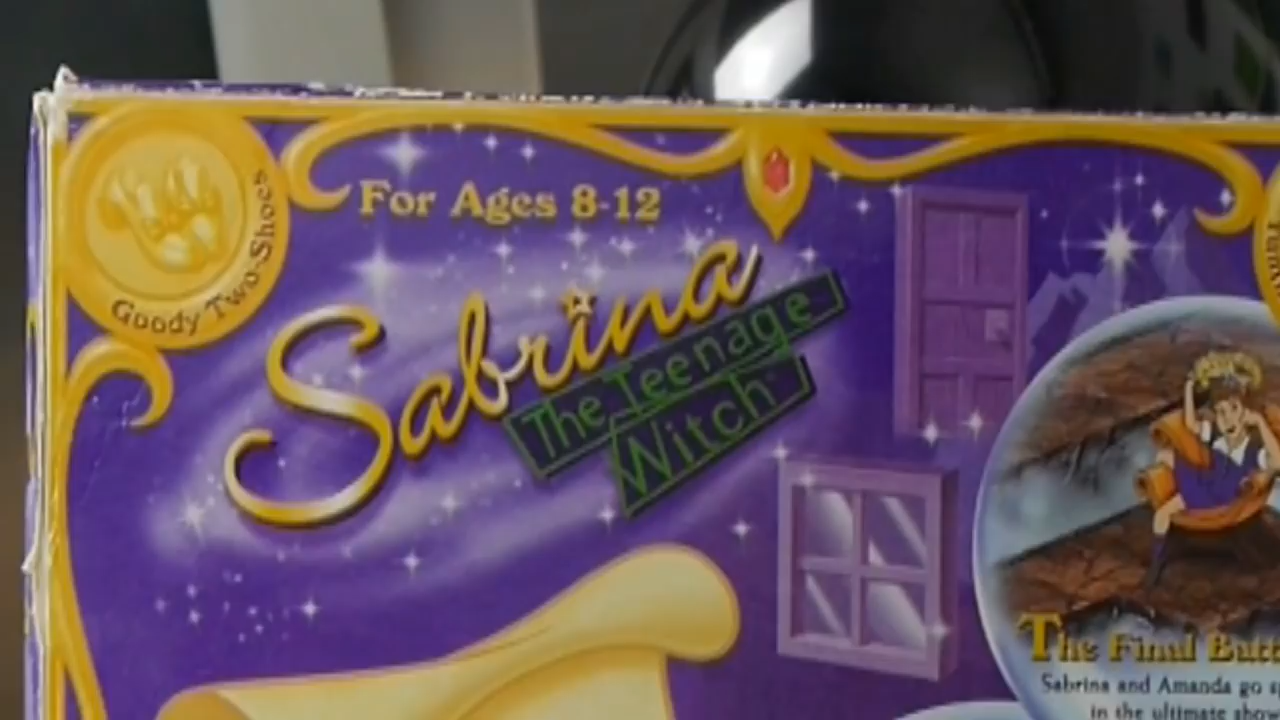 For Ages 8-12
Goody Two-Shoes
Sabrina
The Teenage
Witch
The Final
Sabrina and Amanda go
in the ultimate